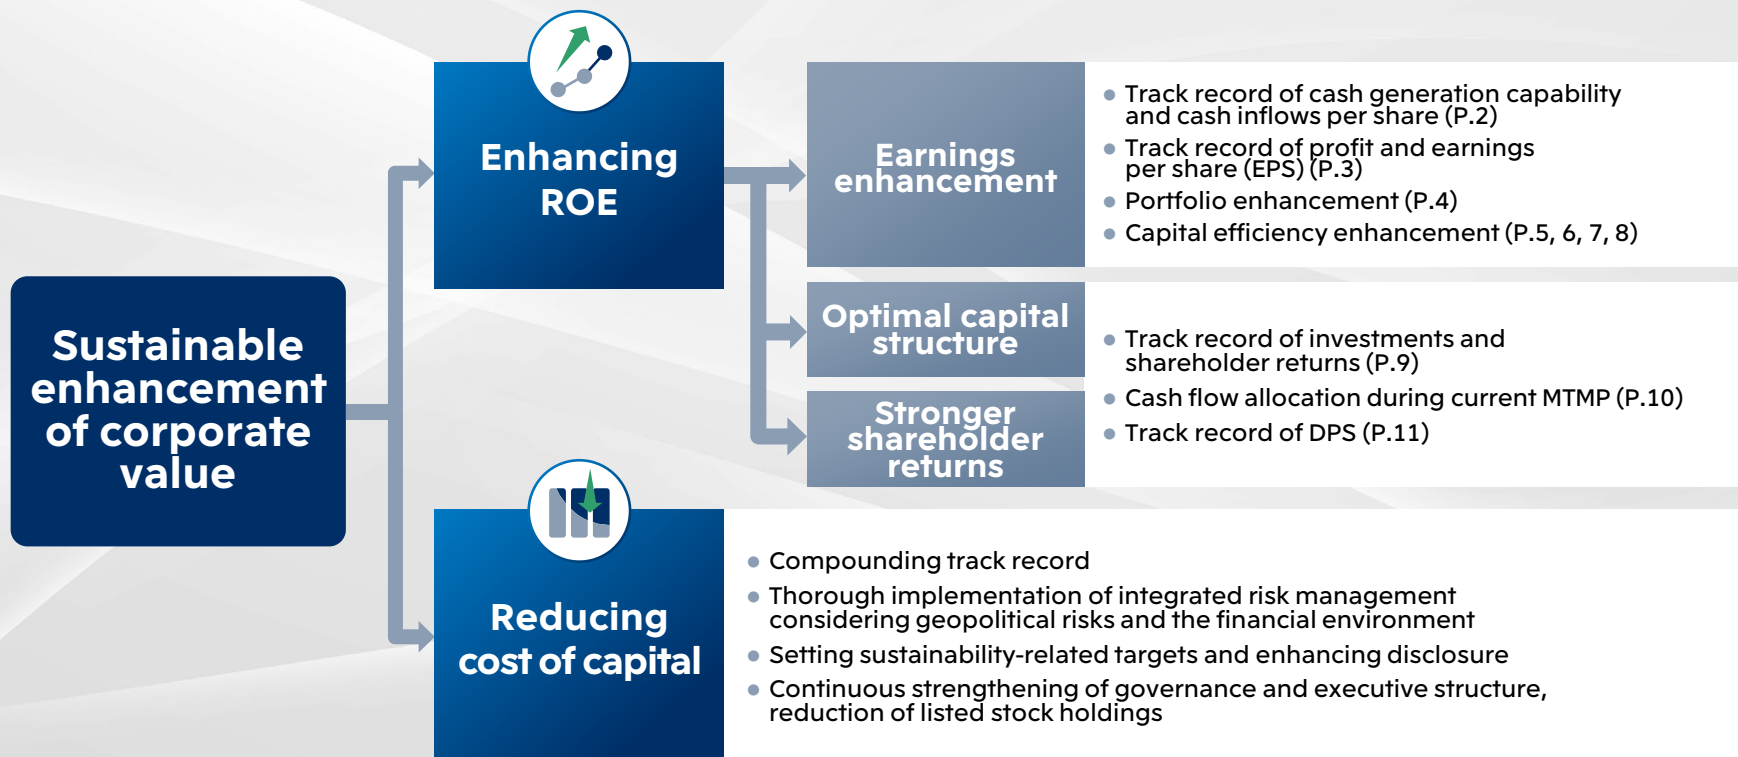 Sustainable
enhancement
of corporate
value
Enhancing
ROE
Earnings
enhancement
● Track record of cash generation capability
and cash inflows per share (P.2)
● Track record of profit and earnings
per share (EPS) (P.3)
● Portfolio enhancement (P.4)
● Capital efficiency enhancement (P.5, 6, 7, 8)
Optimal capital
structure
Stronger
shareholder
returns
● Track record of investments and
shareholder returns (P.9)
● Cash flow allocation during current MTMP (P.10)
● Track record of DPS (P.11)
Reducing
cost of capital
● Compounding track record
● Thorough implementation of integrated risk management
considering geopolitical risks and the financial environment
● Setting sustainability-related targets and enhancing disclosure
● Continuous strengthening of governance and executive structure,
reduction of listed stock holdings